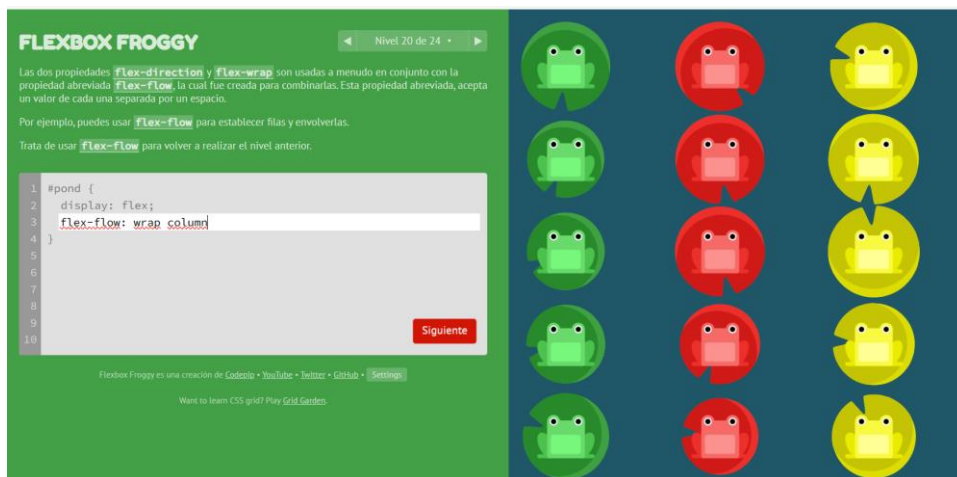 FLEXBOX FROGGY
Nivel 20 de 24
Las dos propiedades flex-direction y flex-wrap son usadas a menudo en conjunto con la
propiedad abreviada flex-flow, la cual fue creada para combinarlas. Esta propiedad abreviada, acepta
un valor de cada una separada por un espacio.
Por ejemplo, puedes usar flex-flow para establecer filas y envolverlas.
Trata de usar flex-flow para volver a realizar el nivel anterior.
1 #pond {
2 display: flex;
3 flex-flow: wrap column
4 }
5
6
7
8
9
10
Siguiente
Flexbox Froggy es una creación de Codepip • YouTube • Twitter • GitHub • Settings
Want to learn CSS grid? Play Grid Garden.